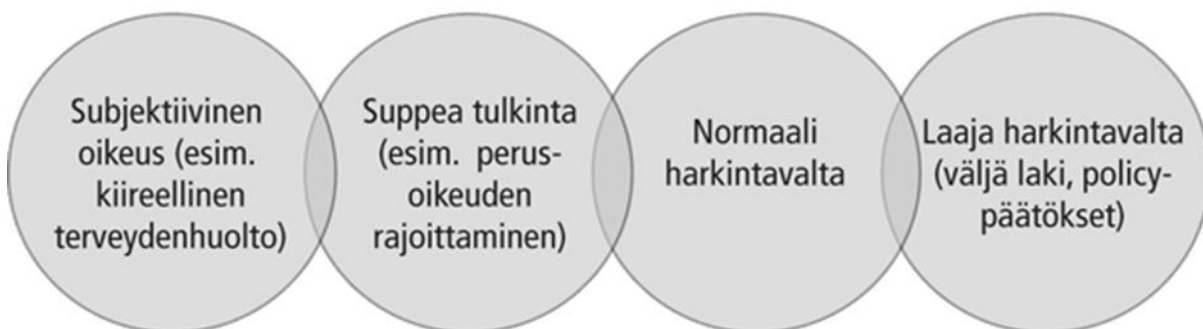 Subjektiivinen
oikeus (esim.
kiireellinen
terveydenhuolto)
Suppea tulkinta
(esim. perus-
oikeuden
rajoittaminen)
Normaali
harkintavalta
Laaja harkintavalta
(väljä laki, policy-
päätökset)